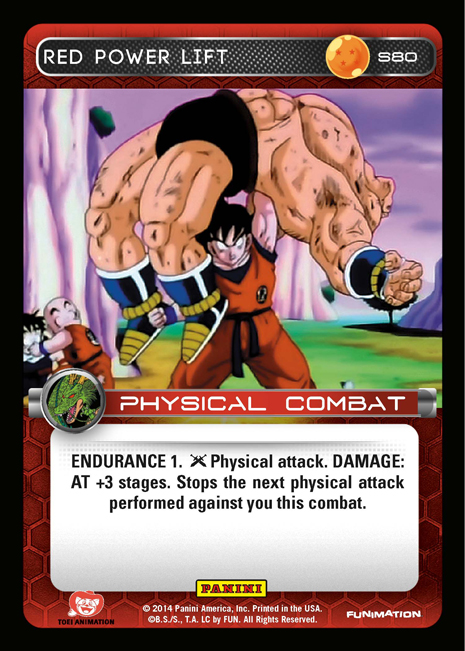 RED POWER LIFT
S80
PHYSICAL COMBAT
ENDURANCE 1. Physical attack. DAMAGE:
AT +3 stages. Stops the next physical attack
performed against you this combat.
PANINI
TOEI ANIMATION
© 2014 Panini America, Inc. Printed in the USA.
©B.S./S., T.A. LC by FUN. All Rights Reserved.
FUNIMATION